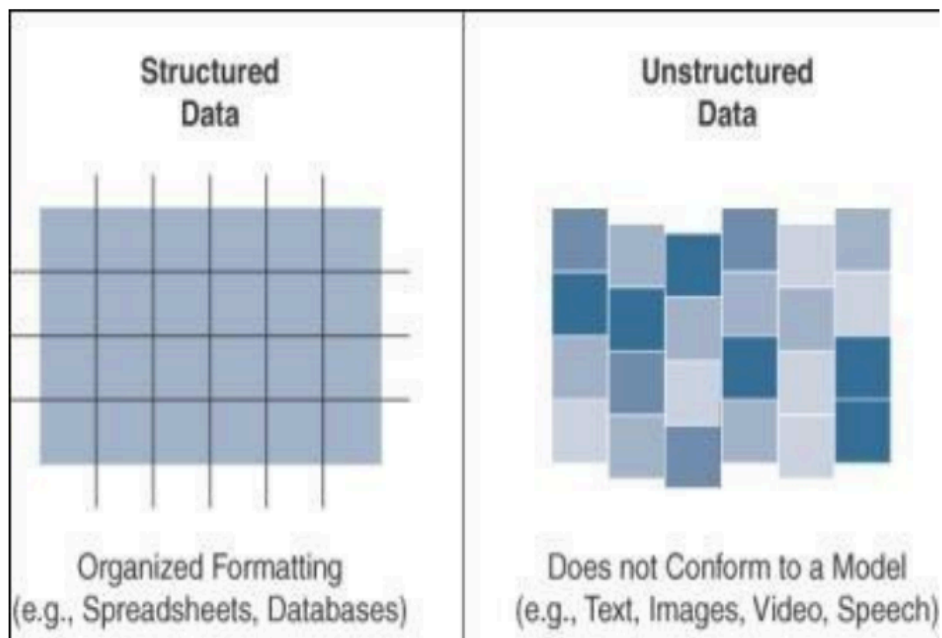 Structured
Data
Organized Formatting
(e.g., Spreadsheets, Databases)
Unstructured
Data
Does not Conform to a Model
(e.g., Text, Images, Video, Speech)